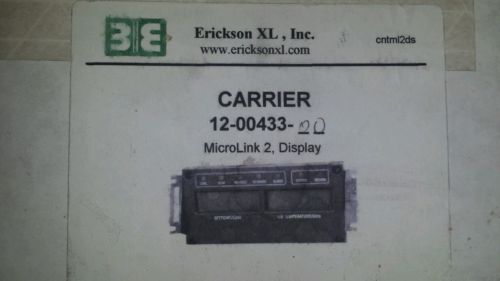 Erickson XL , Inc.
www.ericksonxl.com
cntml2ds
CARRIER
12-00433-20
MicroLink 2, Display